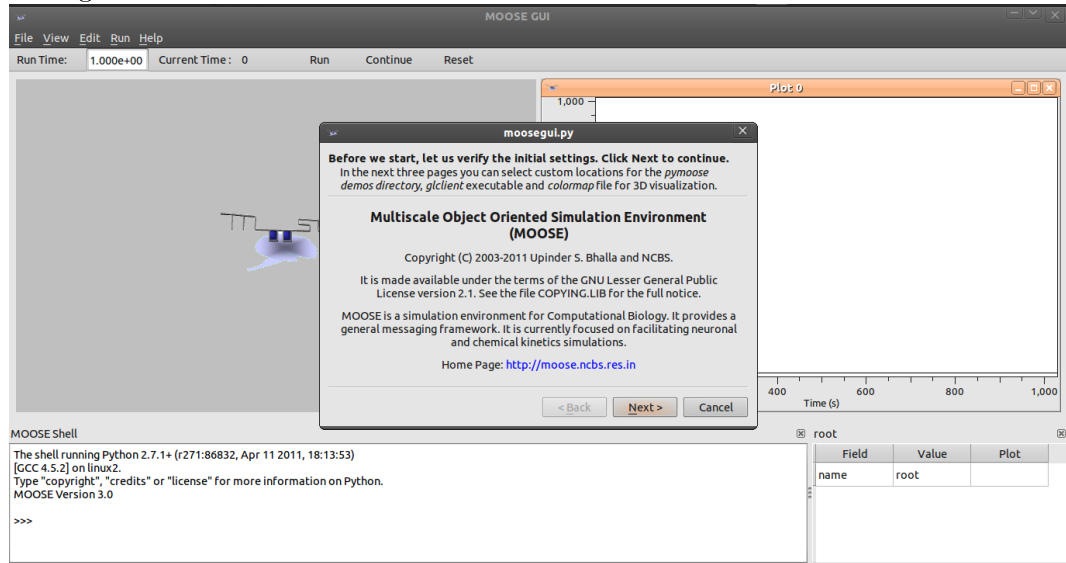 MOOSE GUI
File View Edit Run Help
Run Time: 1.000e+00 Current Time: 0 Run Continue Reset
Plot 0
1,000
moosegui.py
Before we start, let us verify the initial settings. Click Next to continue.
In the next three pages you can select custom locations for the pymoose
demos directory, glclient executable and colormap file for 3D visualization.
Multiscale Object Oriented Simulation Environment
(MOOSE)
Copyright (C) 2003-2011 Upinder S. Bhalla and NCBS.
It is made available under the terms of the GNU Lesser General Public
License version 2.1. See the file COPYING.LIB for the full notice.
MOOSE is a simulation environment for Computational Biology. It provides a
general messaging framework. It is currently focused on facilitating neuronal
and chemical kinetics simulations.
Home Page: http://moose.ncbs.res.in
< Back Next > Cancel
400 600 800 1,000
Time (s)
MOOSE Shell
The shell running Python 2.7.1+ (r271:86832, Apr 11 2011, 18:13:53)
[GCC 4.5.2] on linux2.
Type "copyright", "credits" or "license" for more information on Python.
MOOSE Version 3.0
>>>
root
Field Value Plot
name root